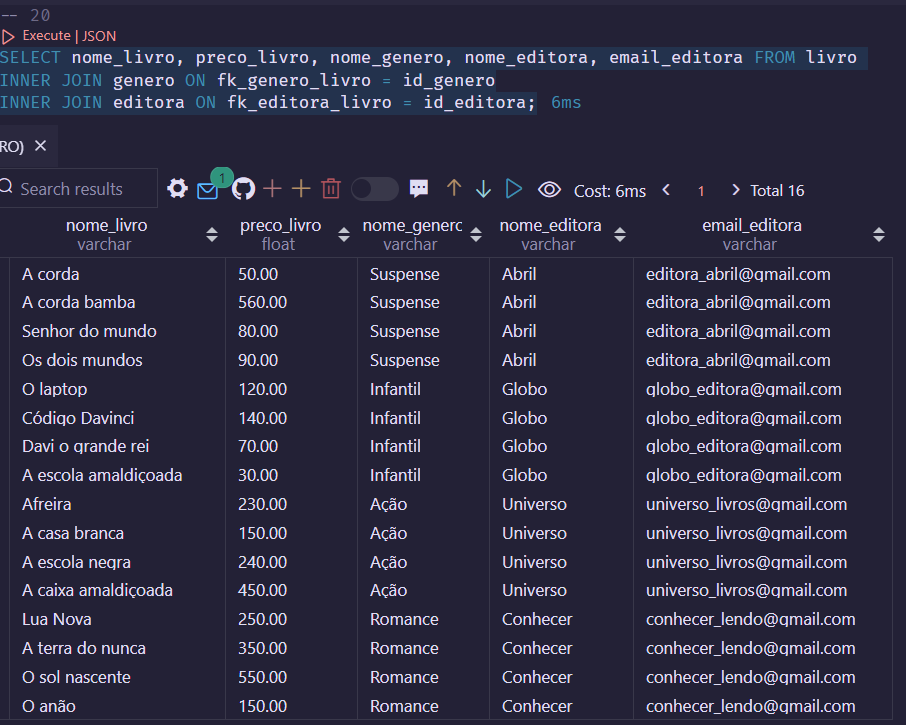 -- 20
Execute | JSON
SELECT nome_livro, preco_livro, nome_genero, nome_editora, email_editora FROM livro
INNER JOIN genero ON fk_genero_livro = id_genero
INNER JOIN editora ON fk_editora_livro = id_editora; 6ms
RO) ×
Search results 1 Cost: 6ms < 1 > Total 16
nome_livro preco_livro nome_genero nome_editora email_editora
varchar float varchar varchar varchar
A corda 50.00 Suspense Abril editora_abril@gmail.com
A corda bamba 560.00 Suspense Abril editora_abril@gmail.com
Senhor do mundo 80.00 Suspense Abril editora_abril@gmail.com
Os dois mundos 90.00 Suspense Abril editora_abril@gmail.com
O laptop 120.00 Infantil Globo globo_editora@gmail.com
Código Davinci 140.00 Infantil Globo globo_editora@gmail.com
Davi o grande rei 70.00 Infantil Globo globo_editora@gmail.com
A escola amaldiçoada 30.00 Infantil Globo globo_editora@gmail.com
Afreira 230.00 Ação Universo universo_livros@gmail.com
A casa branca 150.00 Ação Universo universo_livros@gmail.com
A escola negra 240.00 Ação Universo universo_livros@gmail.com
A caixa amaldiçoada 450.00 Ação Universo universo_livros@gmail.com
Lua Nova 250.00 Romance Conhecer conhecer_lendo@gmail.com
A terra do nunca 350.00 Romance Conhecer conhecer_lendo@gmail.com
O sol nascente 550.00 Romance Conhecer conhecer_lendo@gmail.com
O anão 150.00 Romance Conhecer conhecer_lendo@gmail.com